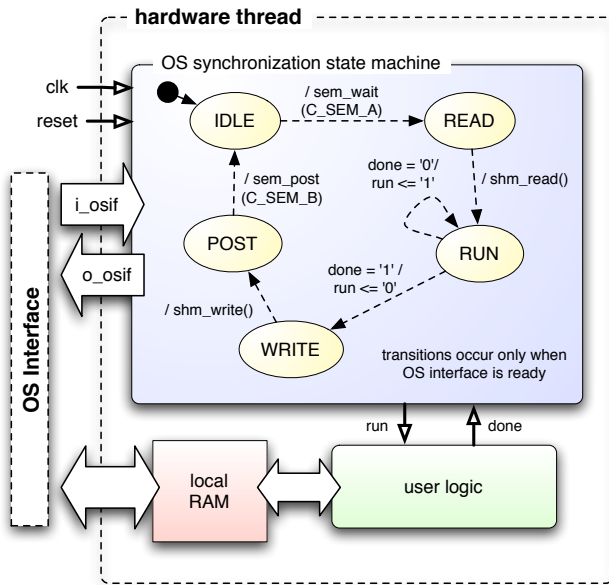 hardware thread
OS synchronization state machine
clk
reset
IDLE
/ sem_wait
(C_SEM_A)
READ
/ sem_post
(C_SEM_B)
done = '0'/
run <= '1'
/ shm_read()
i_osif
POST
RUN
o_osif
done = '1' /
run <= '0'
/ shm_write()
WRITE
transitions occur only when
OS interface is ready
OS Interface
run
done
local
RAM
user logic